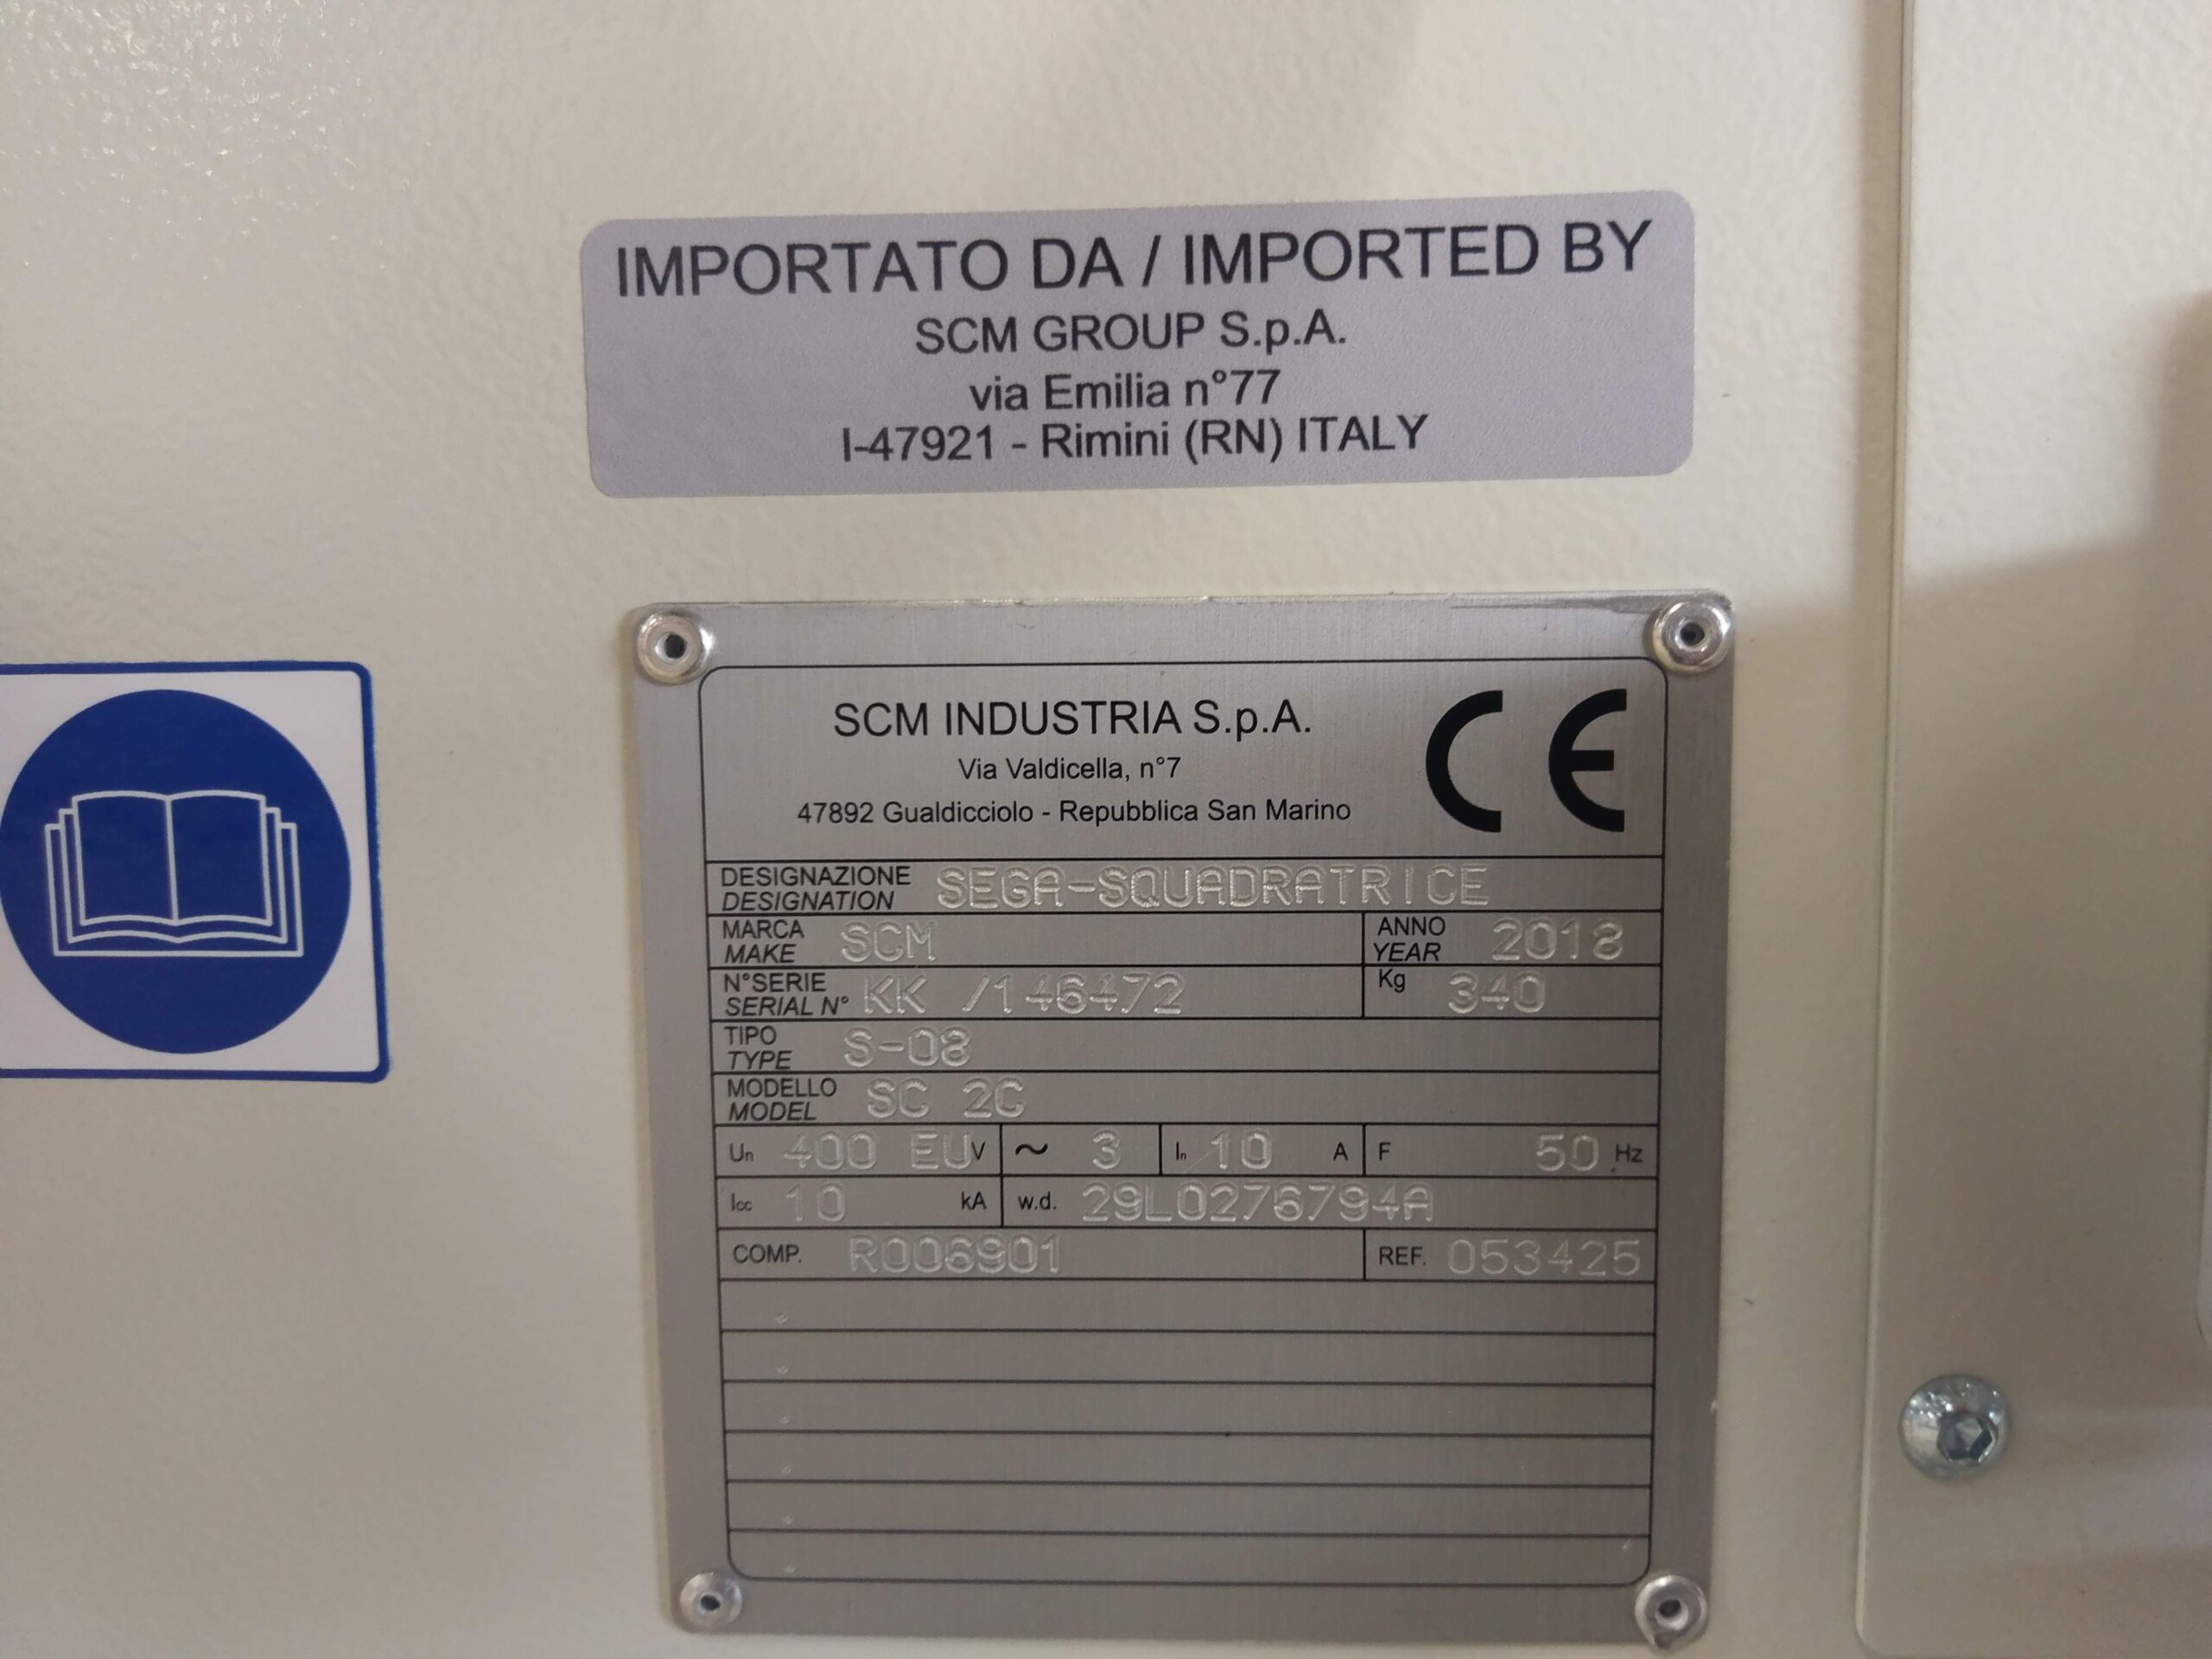 IMPORTATO DA / IMPORTED BY
SCM GROUP S.p.A.
via Emilia n°77
I-47921 - Rimini (RN) ITALY
SCM INDUSTRIA S.p.A.
Via Valdicella, n°7
47892 Gualdicciolo - Repubblica San Marino
CE
DESIGNAZIONE
DESIGNATION SEGA-SQUADRATRICE
MARCA
MAKE SCM
ANNO
YEAR 2018
N°SERIE
SERIAL N° KK /146472
Kg 340
TIPO
TYPE S-08
MODELLO
MODEL SC 2C
Un 400 EU V ~ 3 In 10 A F 50 Hz
Icc 10 kA w.d. 29L0276794A
COMP. R006901 REF. 053425